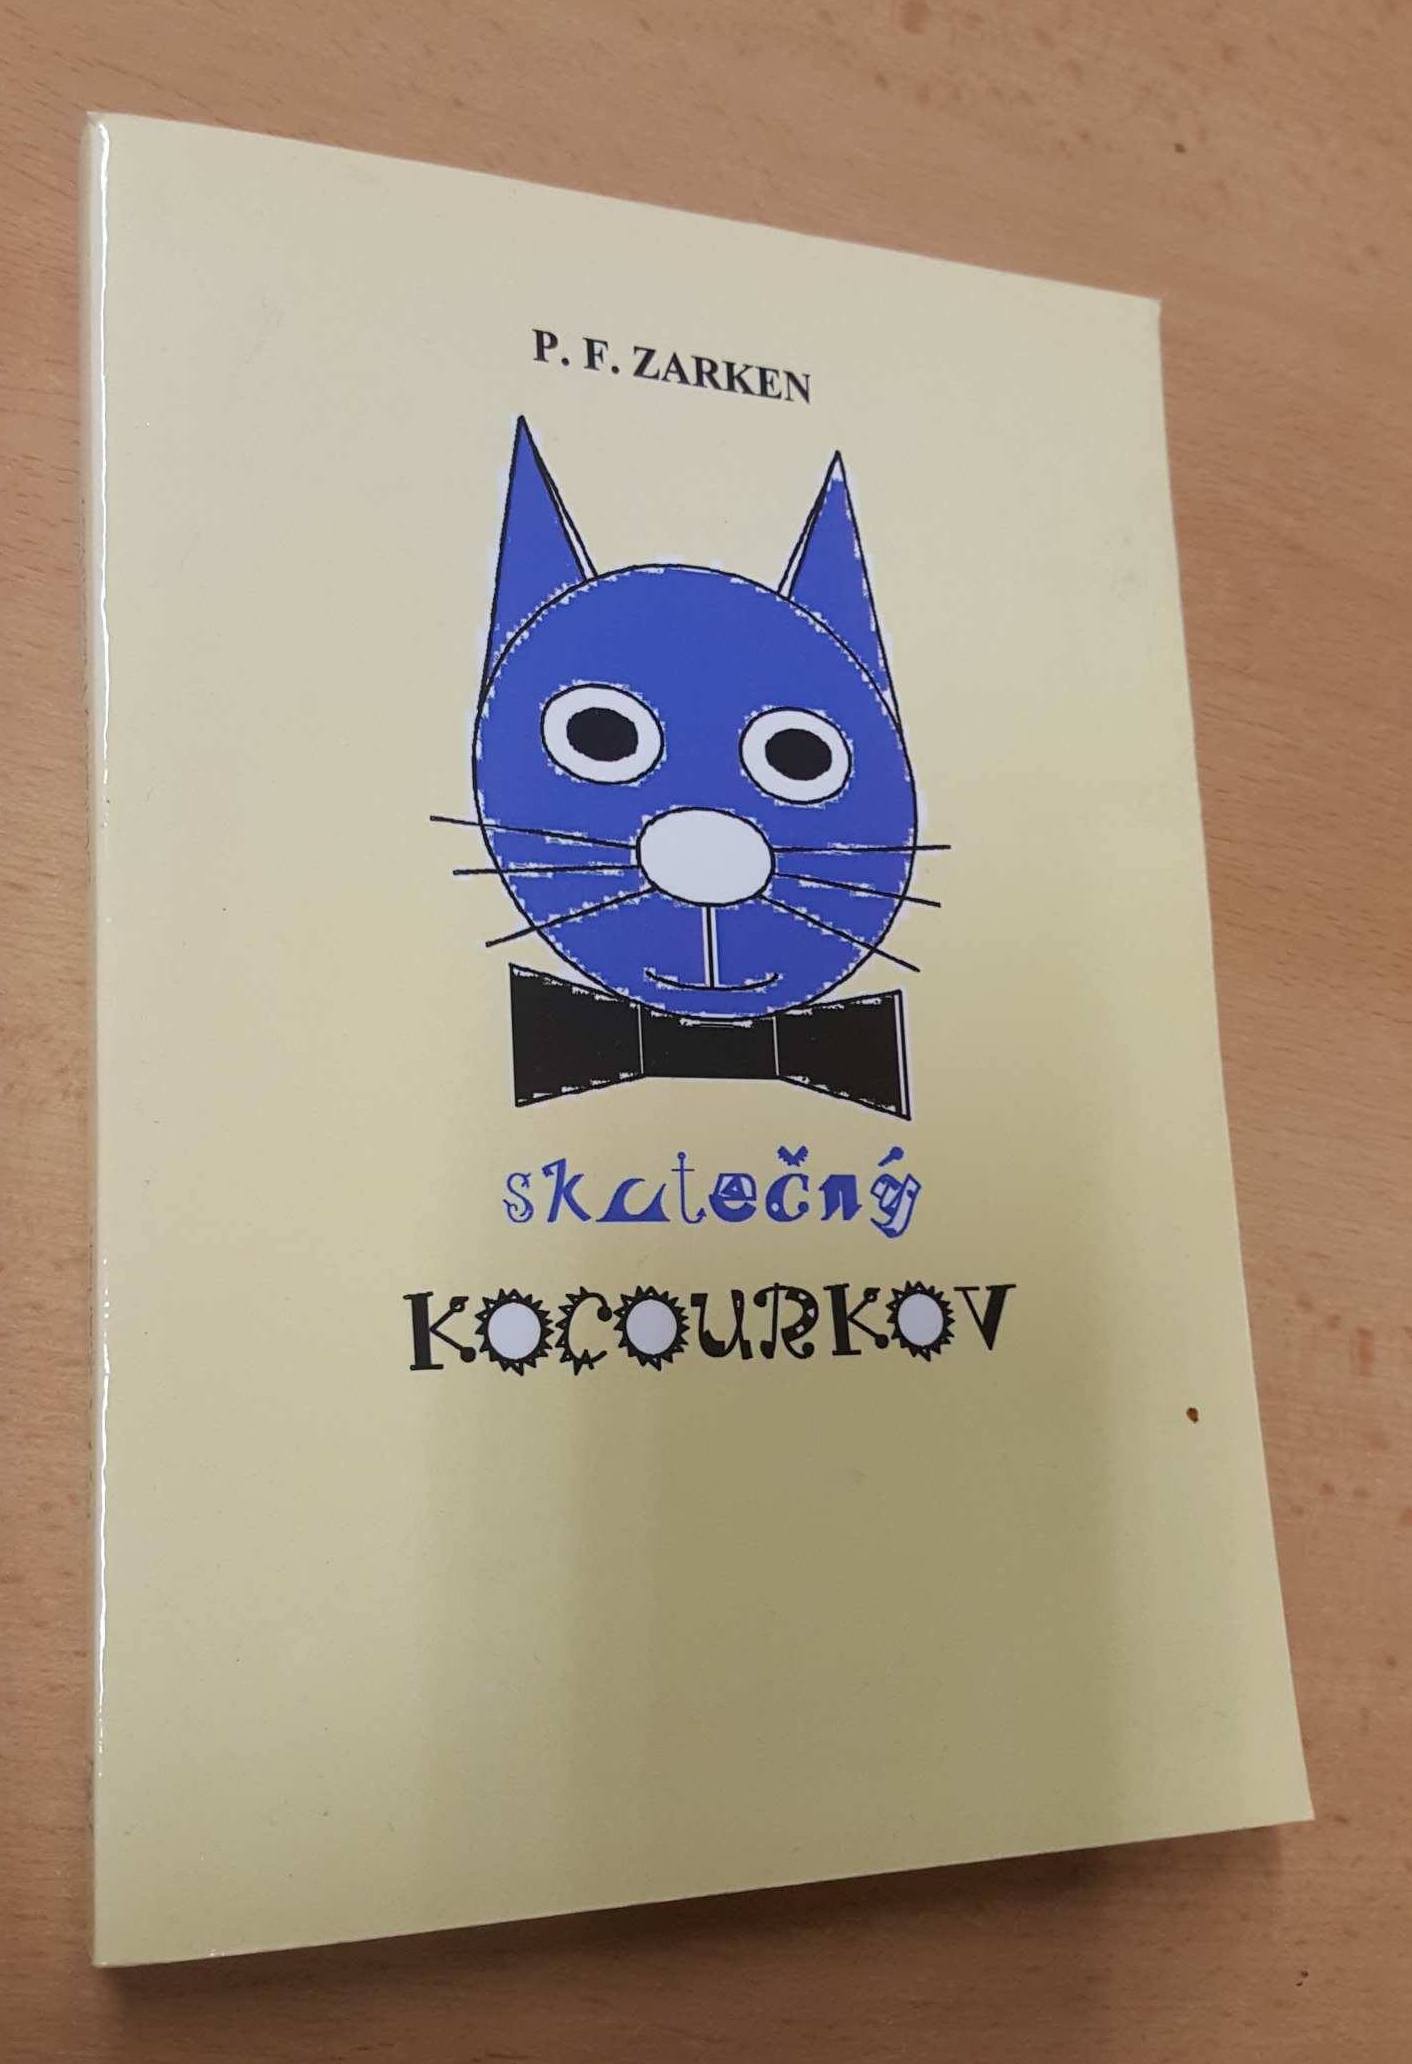 P. F. ZARKEN
skutečný
KOCOURKOV